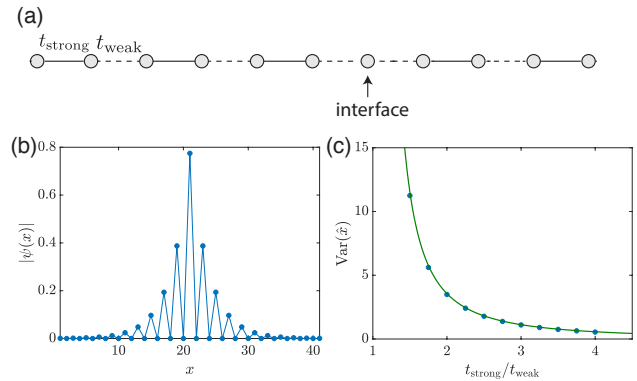 (a)
t_strong t_weak
interface
(b) (c)
0.8 15
0.6
10
0.4
|ψ(x)| Var(x̂)
5
0.2
0 0
10 20 30 40 1 2 3 4
x t_strong/t_weak